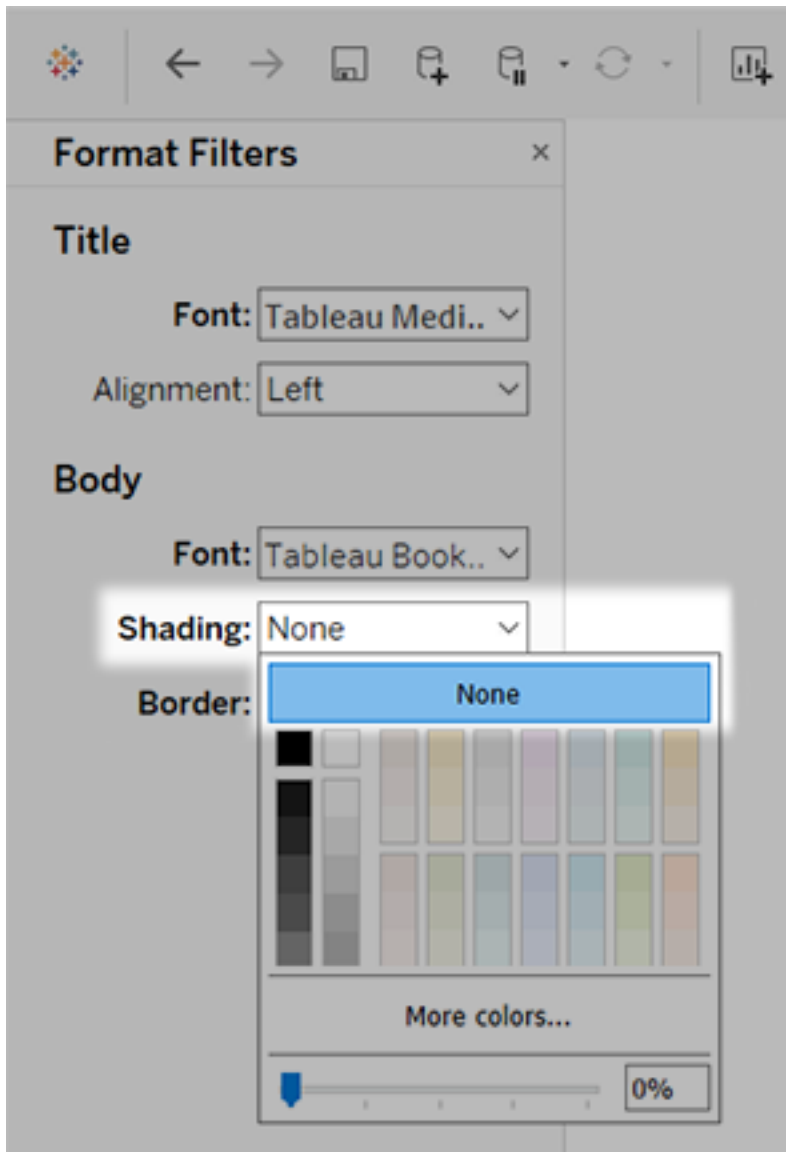 Format Filters
Title
Font: Tableau Medi..
Alignment: Left
Body
Font: Tableau Book..
Shading: None
Border:
None
More colors...
0%